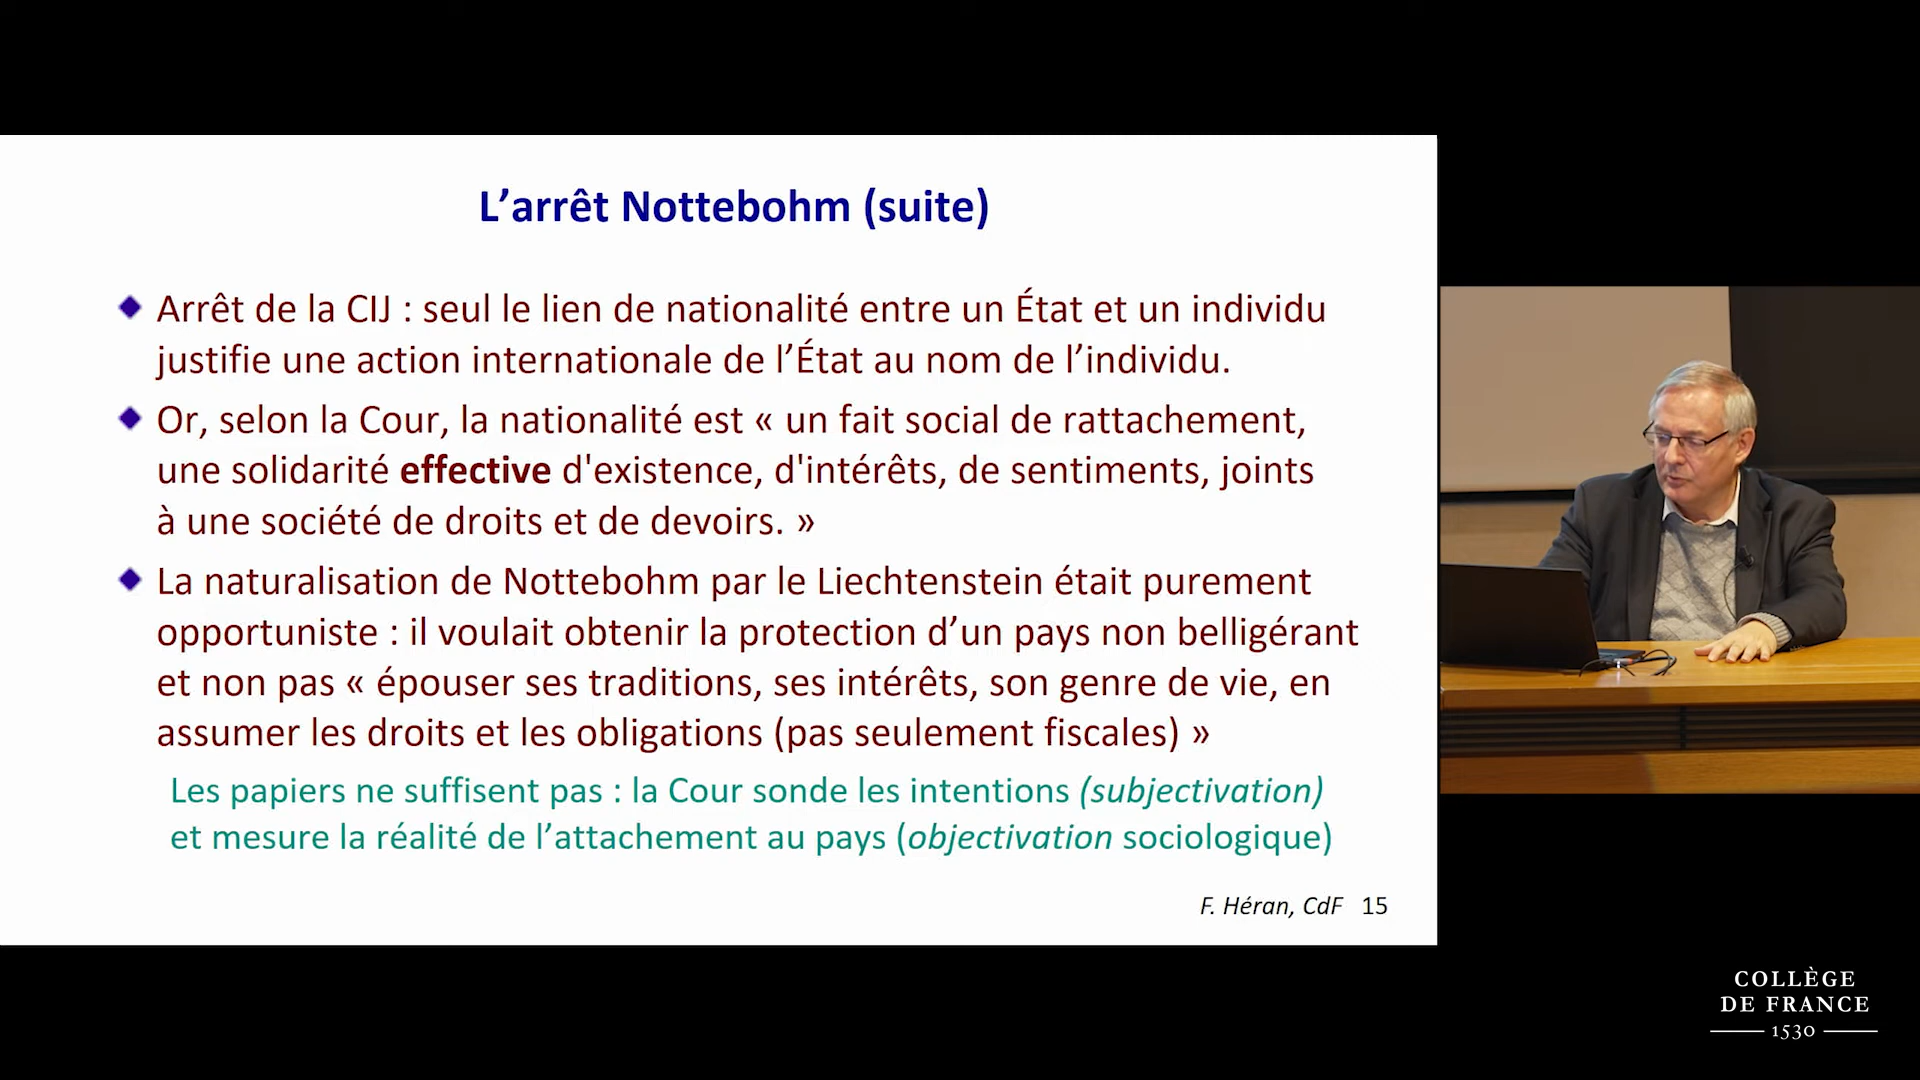 L’arrêt Nottebohm (suite)
Arrêt de la CIJ : seul le lien de nationalité entre un État et un individu
justifie une action internationale de l’État au nom de l’individu.
Or, selon la Cour, la nationalité est « un fait social de rattachement,
une solidarité effective d'existence, d'intérêts, de sentiments, joints
à une société de droits et de devoirs. »
La naturalisation de Nottebohm par le Liechtenstein était purement
opportuniste : il voulait obtenir la protection d’un pays non belligérant
et non pas « épouser ses traditions, ses intérêts, son genre de vie, en
assumer les droits et les obligations (pas seulement fiscales) »
Les papiers ne suffisent pas : la Cour sonde les intentions (subjectivation)
et mesure la réalité de l’attachement au pays (objectivation sociologique)
F. Héran, CdF 15
COLLÈGE
DE FRANCE
1530